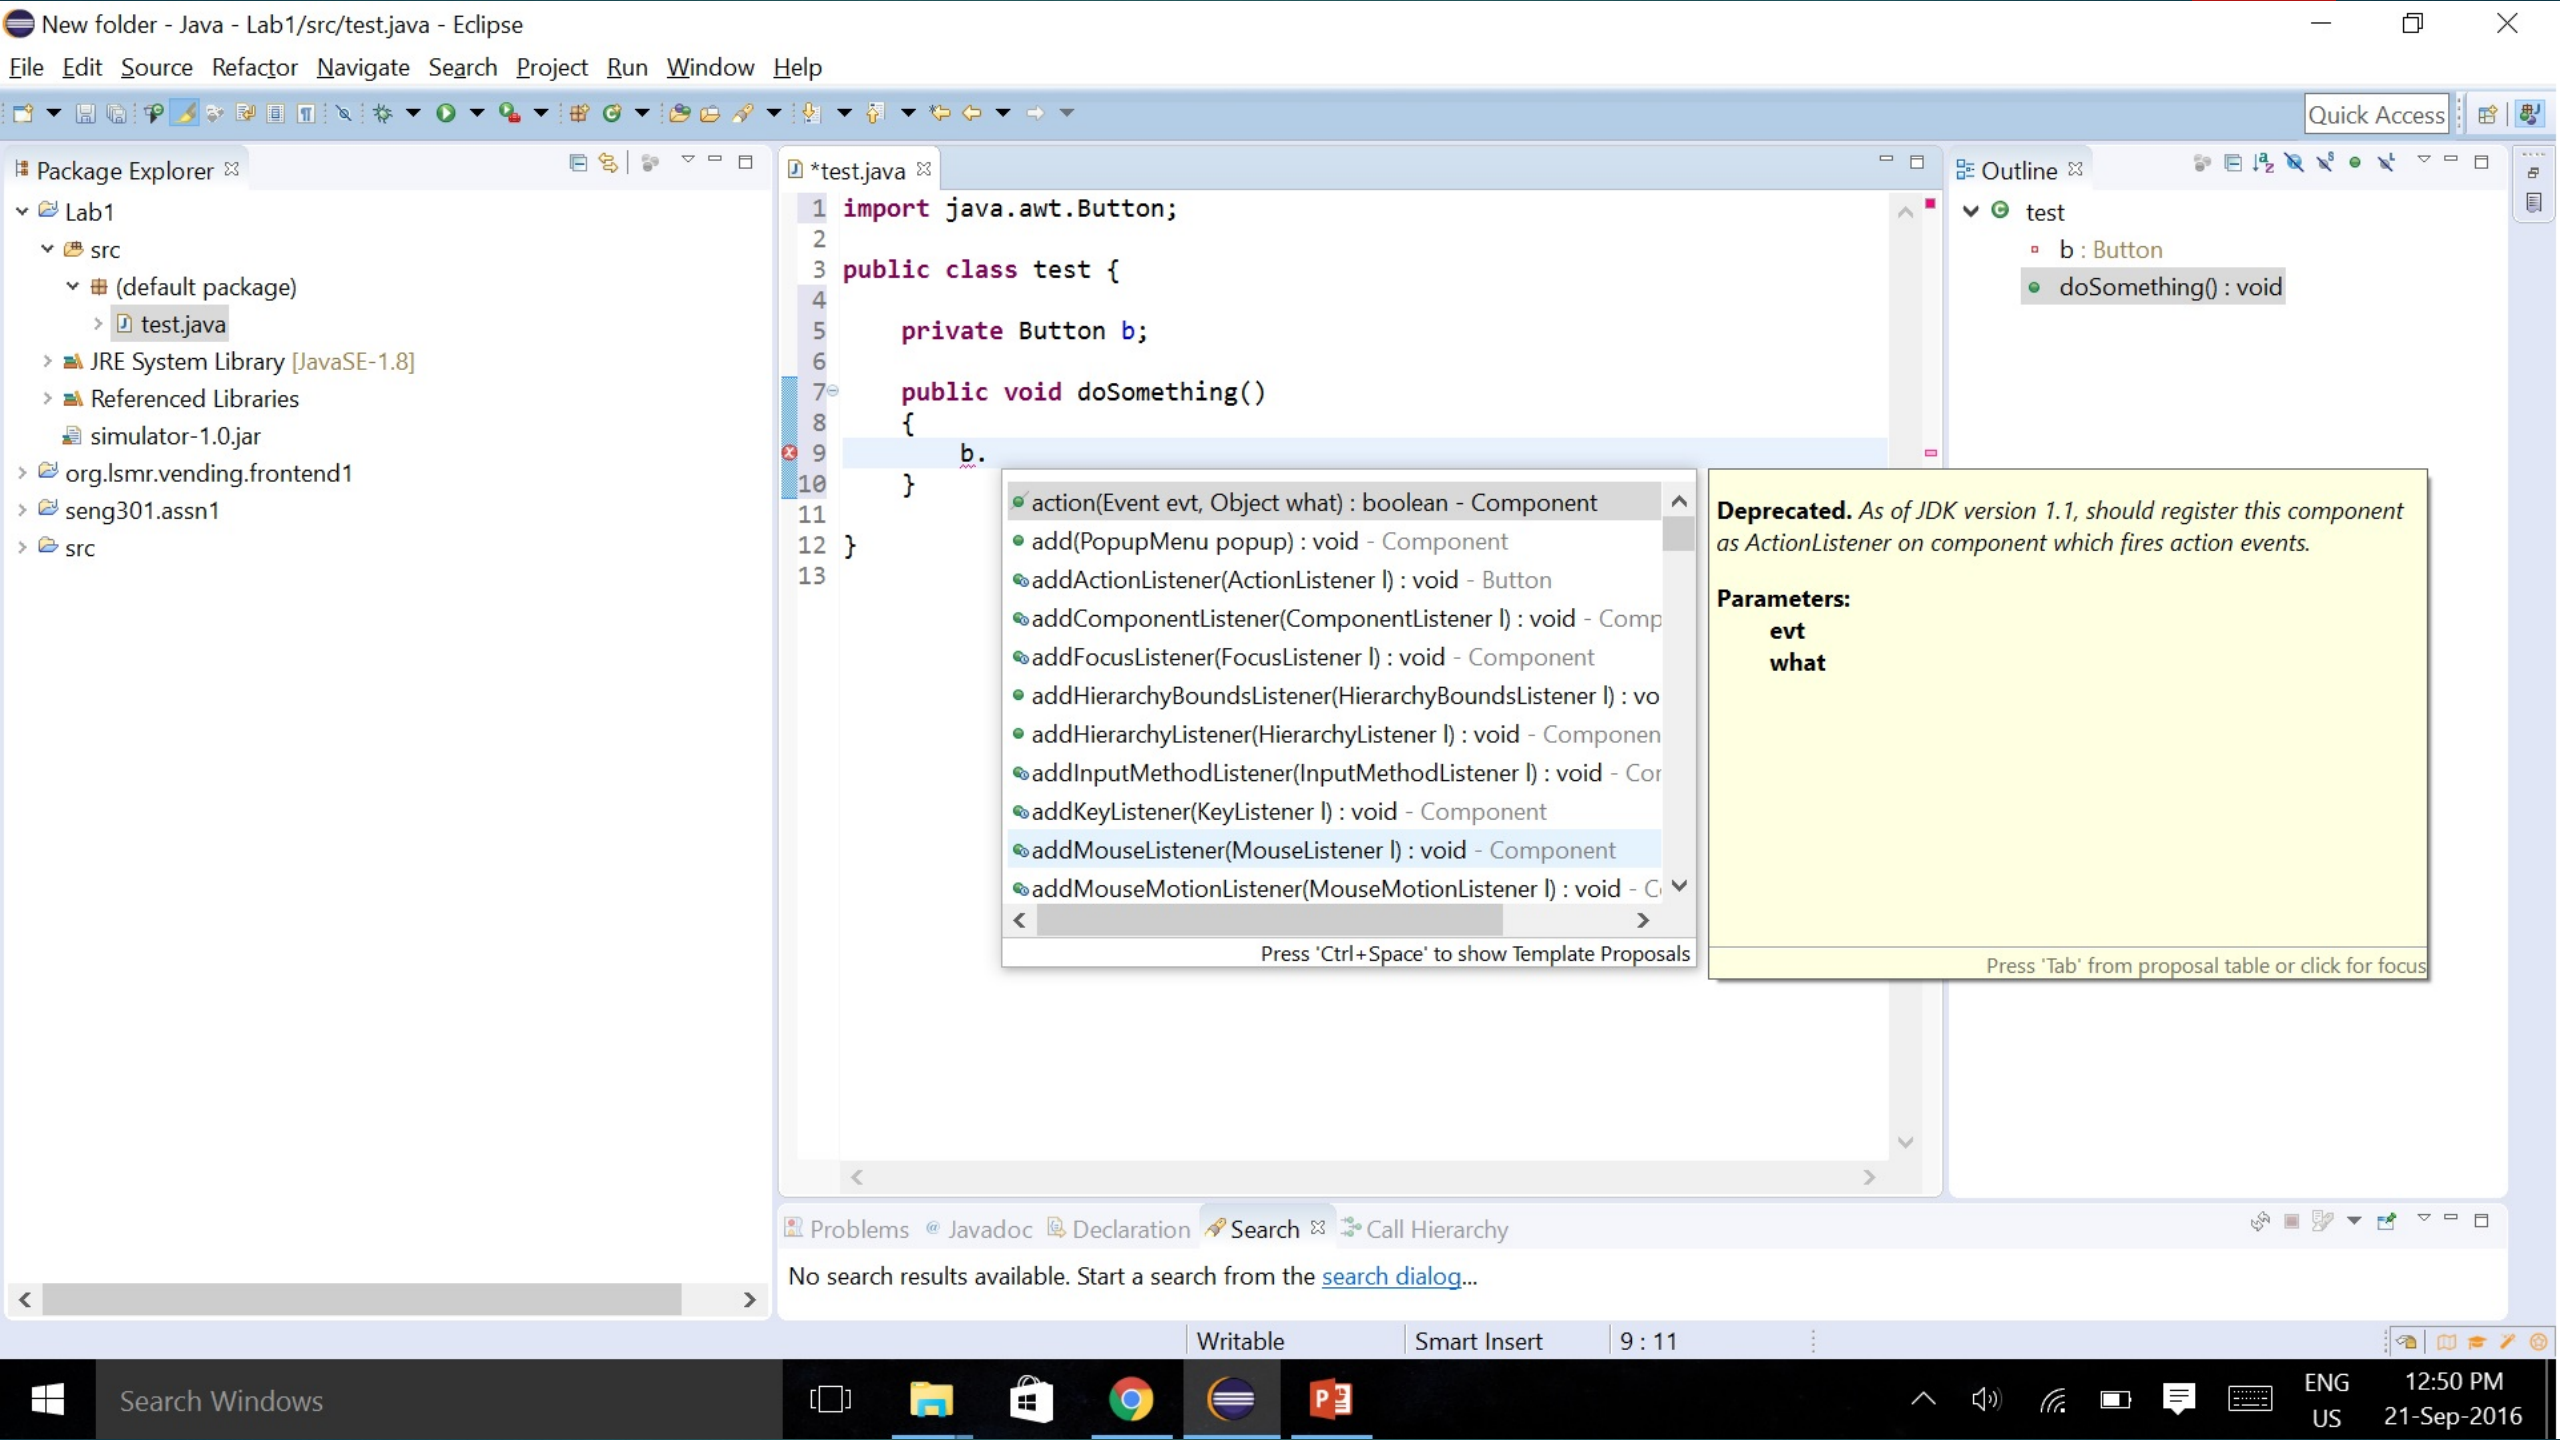 New folder - Java - Lab1/src/test.java - Eclipse
File Edit Source Refactor Navigate Search Project Run Window Help
Quick Access
Package Explorer
Lab1
src
(default package)
test.java
JRE System Library [JavaSE-1.8]
Referenced Libraries
simulator-1.0.jar
org.lsmr.vending.frontend1
seng301.assn1
src
*test.java
1 import java.awt.Button;
2
3 public class test {
4
5 private Button b;
6
7 public void doSomething()
8 {
9 b.
10 }
11
12 }
13
action(Event evt, Object what) : boolean - Component
add(PopupMenu popup) : void - Component
addActionListener(ActionListener l) : void - Button
addComponentListener(ComponentListener l) : void - Comp
addFocusListener(FocusListener l) : void - Component
addHierarchyBoundsListener(HierarchyBoundsListener l) : vo
addHierarchyListener(HierarchyListener l) : void - Componen
addInputMethodListener(InputMethodListener l) : void - Cor
addKeyListener(KeyListener l) : void - Component
addMouseListener(MouseListener l) : void - Component
addMouseMotionListener(MouseMotionListener l) : void - C
Press 'Ctrl+Space' to show Template Proposals
Deprecated. As of JDK version 1.1, should register this component
as ActionListener on component which fires action events.
Parameters:
evt
what
Press 'Tab' from proposal table or click for focus
Outline
test
b : Button
doSomething() : void
Problems Javadoc Declaration Search Call Hierarchy
No search results available. Start a search from the search dialog...
Writable Smart Insert 9 : 11
Search Windows
ENG
US
12:50 PM
21-Sep-2016